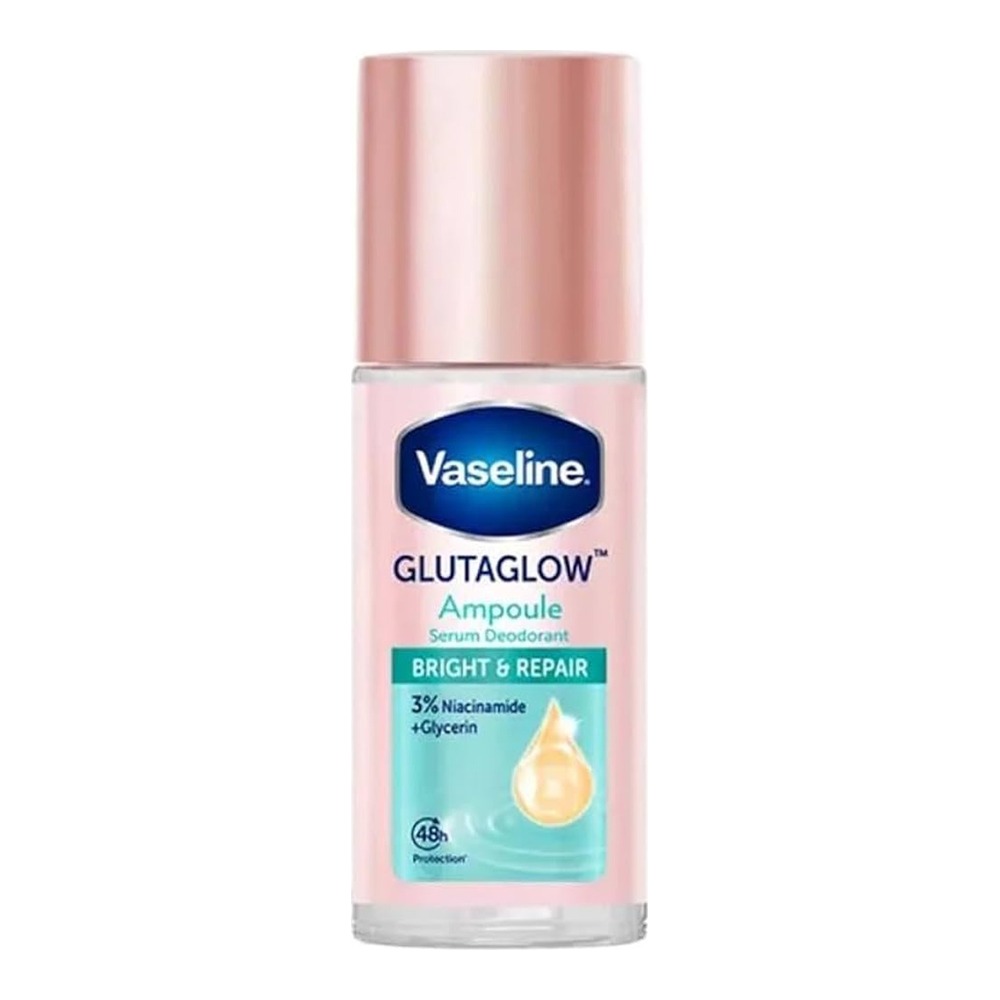 Vaseline.
GLUTAGLOW™
Ampoule
Serum Deodorant
BRIGHT & REPAIR
3% Niacinamide
+Glycerin
48h
Protection*